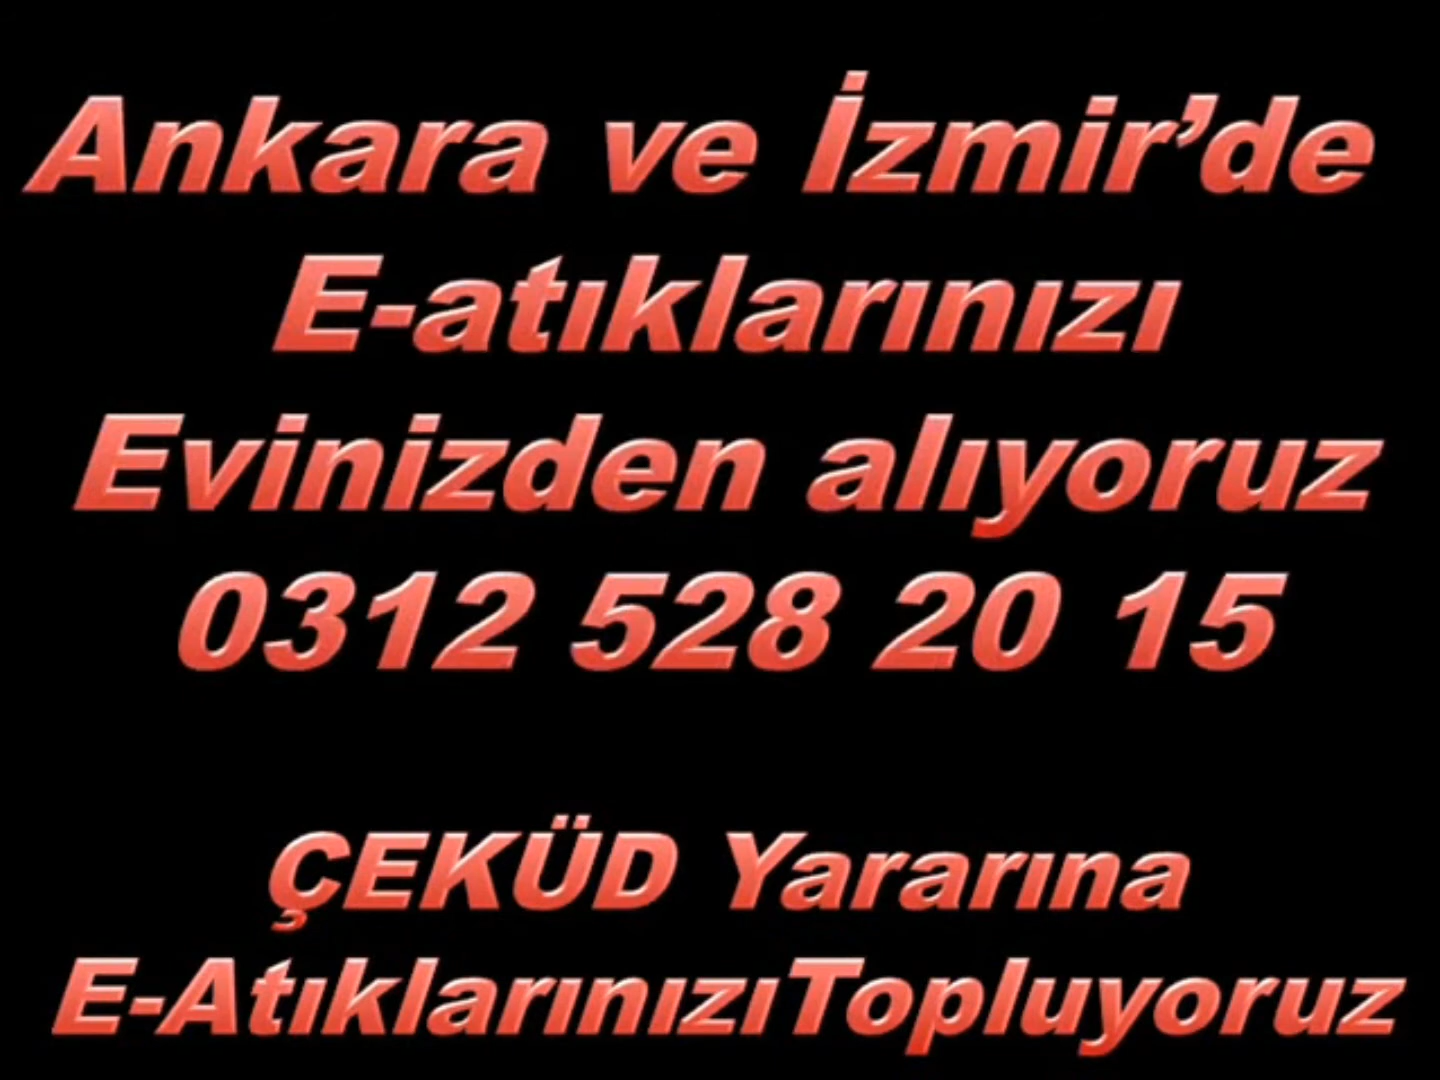 Ankara ve İzmir’de
E-atıklarınızı
Evinizden alıyoruz
0312 528 20 15
ÇEKÜD Yararına
E-AtıklarınızıTopluyoruz